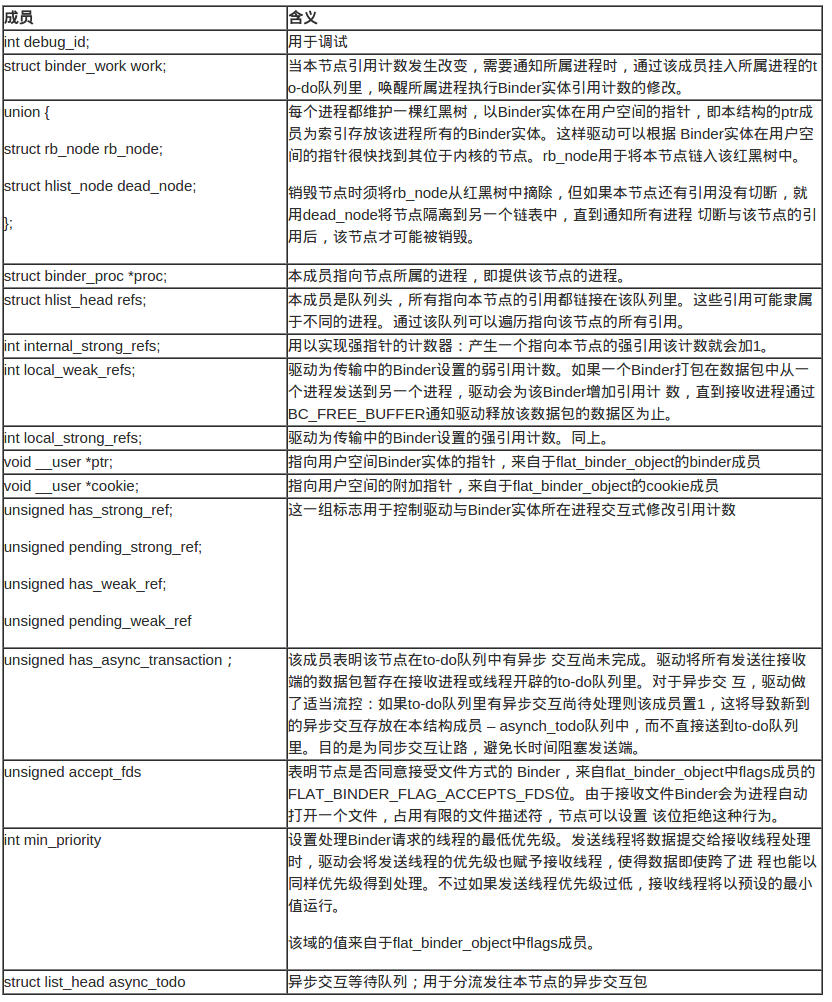 成员 含义
int debug_id; 用于调试
struct binder_work work; 当本节点引用计数发生改变，需要通知所属进程时，通过该成员挂入所属进程的t
o-do队列里，唤醒所属进程执行Binder实体引用计数的修改。
union { 每个进程都维护一棵红黑树，以Binder实体在用户空间的指针，即本结构的ptr成
员为索引存放该进程所有的Binder实体。这样驱动可以根据 Binder实体在用户空
struct rb_node rb_node; 间的指针很快找到其位于内核的节点。rb_node用于将本节点链入该红黑树中。
struct hlist_node dead_node; 销毁节点时须将rb_node从红黑树中摘除，但如果本节点还有引用没有切断，就
}; 用dead_node将节点隔离到另一个链表中，直到通知所有进程 切断与该节点的引
用后，该节点才可能被销毁。
struct binder_proc *proc; 本成员指向节点所属的进程，即提供该节点的进程。
struct hlist_head refs; 本成员是队列头，所有指向本节点的引用都链接在该队列里。这些引用可能隶属
于不同的进程。通过该队列可以遍历指向该节点的所有引用。
int internal_strong_refs; 用以实现强指针的计数器：产生一个指向本节点的强引用该计数就会加1。
int local_weak_refs; 驱动为传输中的Binder设置的弱引用计数。如果一个Binder打包在数据包中从一
个进程发送到另一个进程，驱动会为该Binder增加引用计 数，直到接收进程通过
BC_FREE_BUFFER通知驱动释放该数据包的数据区为止。
int local_strong_refs; 驱动为传输中的Binder设置的强引用计数。同上。
void __user *ptr; 指向用户空间Binder实体的指针，来自于flat_binder_object的binder成员
void __user *cookie; 指向用户空间的附加指针，来自于flat_binder_object的cookie成员
unsigned has_strong_ref; 这一组标志用于控制驱动与Binder实体所在进程交互式修改引用计数
unsigned pending_strong_ref;
unsigned has_weak_ref;
unsigned pending_weak_ref
unsigned has_async_transaction； 该成员表明该节点在to-do队列中有异步 交互尚未完成。驱动将所有发送往接收
端的数据包暂存在接收进程或线程开辟的to-do队列里。对于异步交 互，驱动做
了适当流控：如果to-do队列里有异步交互尚待处理则该成员置1，这将导致新到
的异步交互存放在本结构成员 – asynch_todo队列中，而不直接送到to-do队列
里。目的是为同步交互让路，避免长时间阻塞发送端。
unsigned accept_fds 表明节点是否同意接受文件方式的 Binder，来自flat_binder_object中flags成员的
FLAT_BINDER_FLAG_ACCEPTS_FDS位。由于接收文件Binder会为进程自动
打开一个文件，占用有限的文件描述符，节点可以设置 该位拒绝这种行为。
int min_priority 设置处理Binder请求的线程的最低优先级。发送线程将数据提交给接收线程处理
时，驱动会将发送线程的优先级也赋予接收线程，使得数据即使跨了进 程也能以
同样优先级得到处理。不过如果发送线程优先级过低，接收线程将以预设的最小
值运行。
该域的值来自于flat_binder_object中flags成员。
struct list_head async_todo 异步交互等待队列；用于分流发往本节点的异步交互包